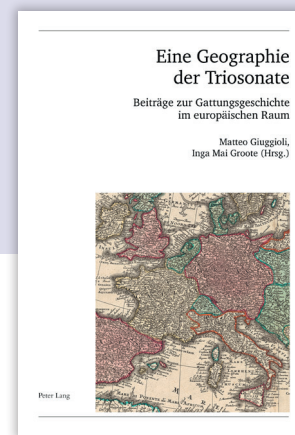 Eine Geographie
der Triosonate
Beiträge zur Gattungsgeschichte
im europäischen Raum
Matteo Giuggioli,
Inga Mai Groote (Hrsg.)
Peter Lang